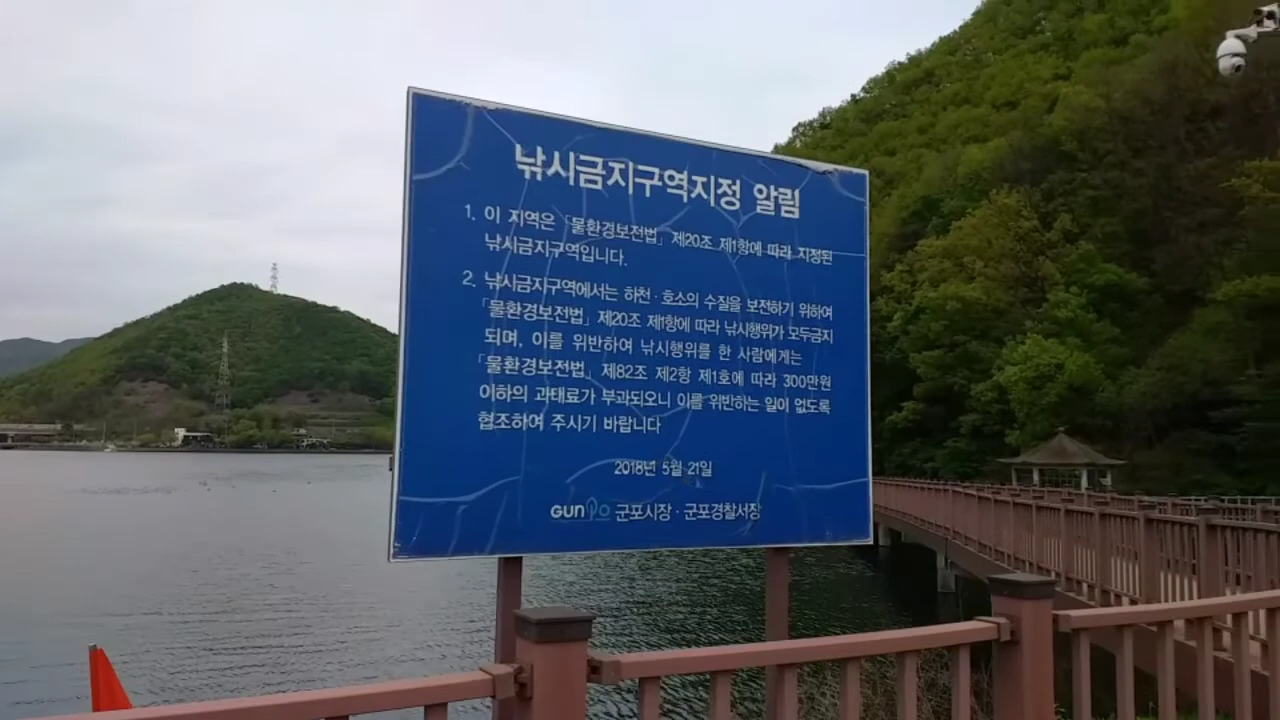 낚시금지구역지정 알림
1. 이 지역은 「물환경보전법」 제20조 제1항에 따라 지정된
낚시금지구역입니다.
2. 낚시금지구역에서는 하천·호소의 수질을 보전하기 위하여
「물환경보전법」 제20조 제1항에 따라 낚시행위가 모두금지
되며, 이를 위반하여 낚시행위를 한 사람에게는
「물환경보전법」 제82조 제2항 제1호에 따라 300만원
이하의 과태료가 부과되오니 이를 위반하는 일이 없도록
협조하여 주시기 바랍니다
2018년 5월 21일
GUNPO 군포시장·군포경찰서장